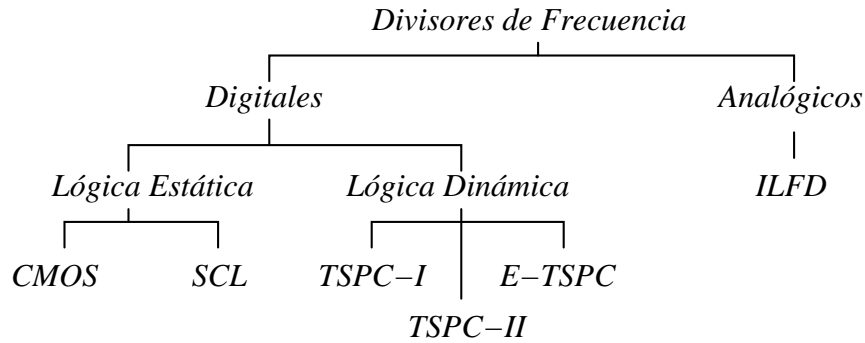 Divisores de Frecuencia
Digitales
Analógicos
Lógica Estática
Lógica Dinámica
ILFD
CMOS
SCL
TSPC−I
E−TSPC
TSPC−II